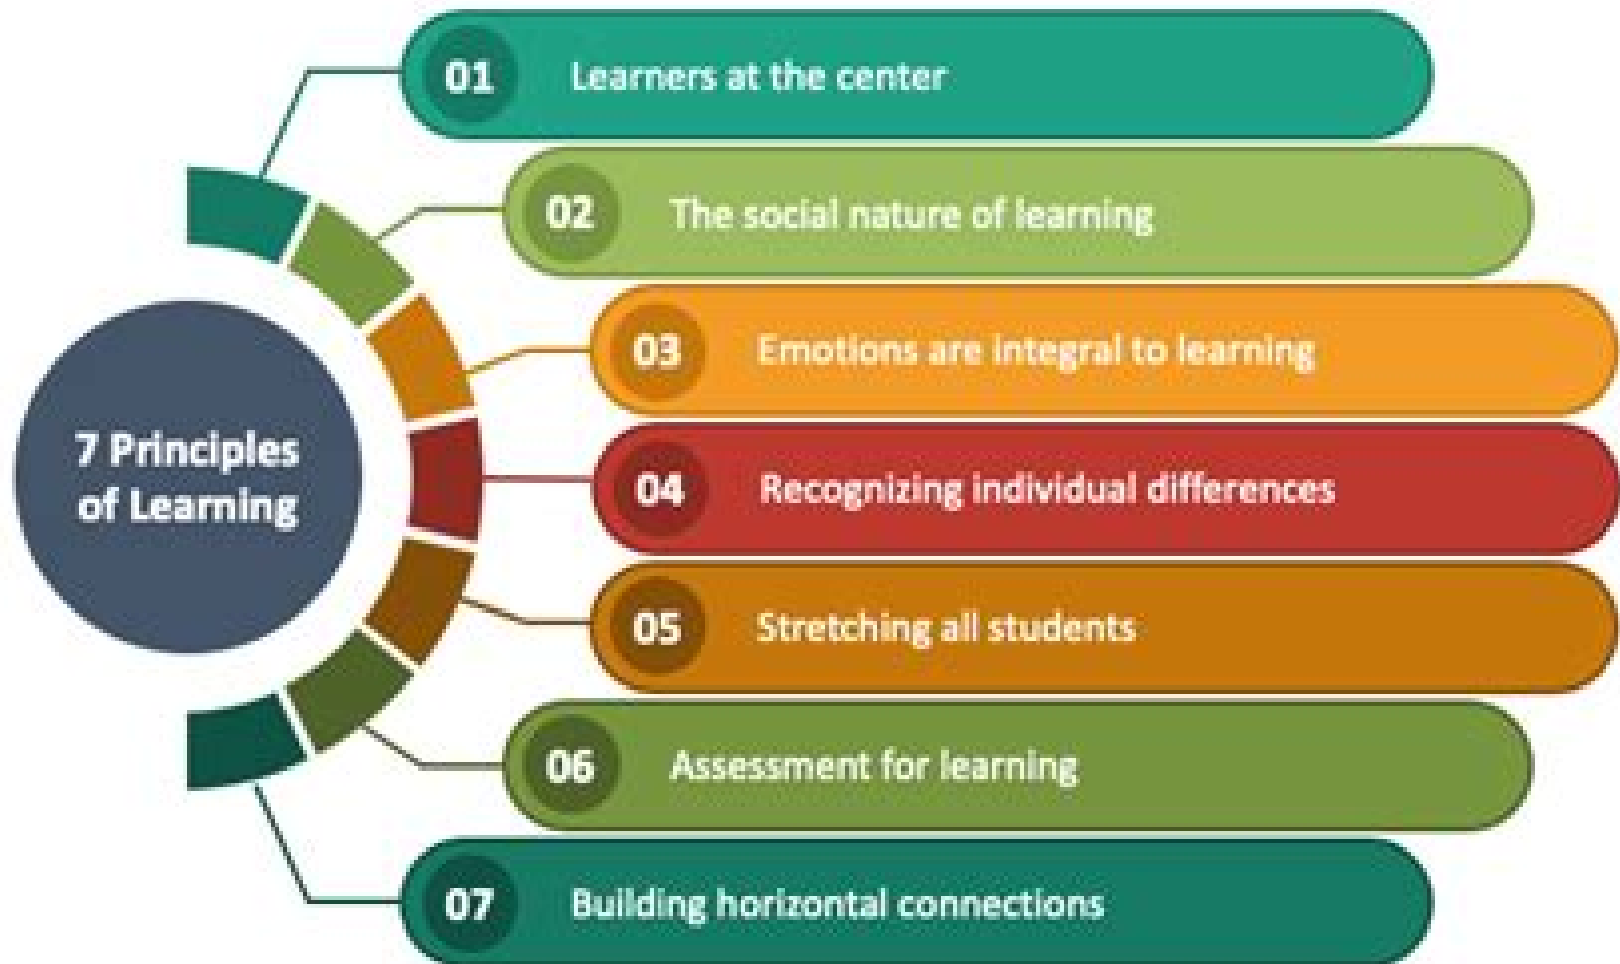 7 Principles
of Learning
01 Learners at the center
02 The social nature of learning
03 Emotions are integral to learning
04 Recognizing individual differences
05 Stretching all students
06 Assessment for learning
07 Building horizontal connections